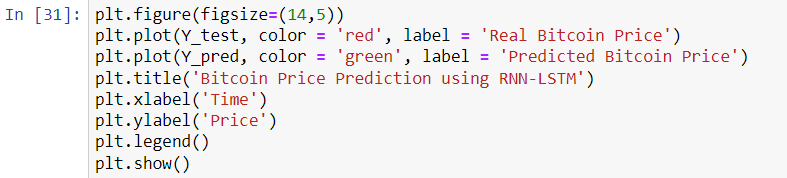 In [31]: plt.figure(figsize=(14,5))
plt.plot(Y_test, color = 'red', label = 'Real Bitcoin Price')
plt.plot(Y_pred, color = 'green', label = 'Predicted Bitcoin Price')
plt.title('Bitcoin Price Prediction using RNN-LSTM')
plt.xlabel('Time')
plt.ylabel('Price')
plt.legend()
plt.show()